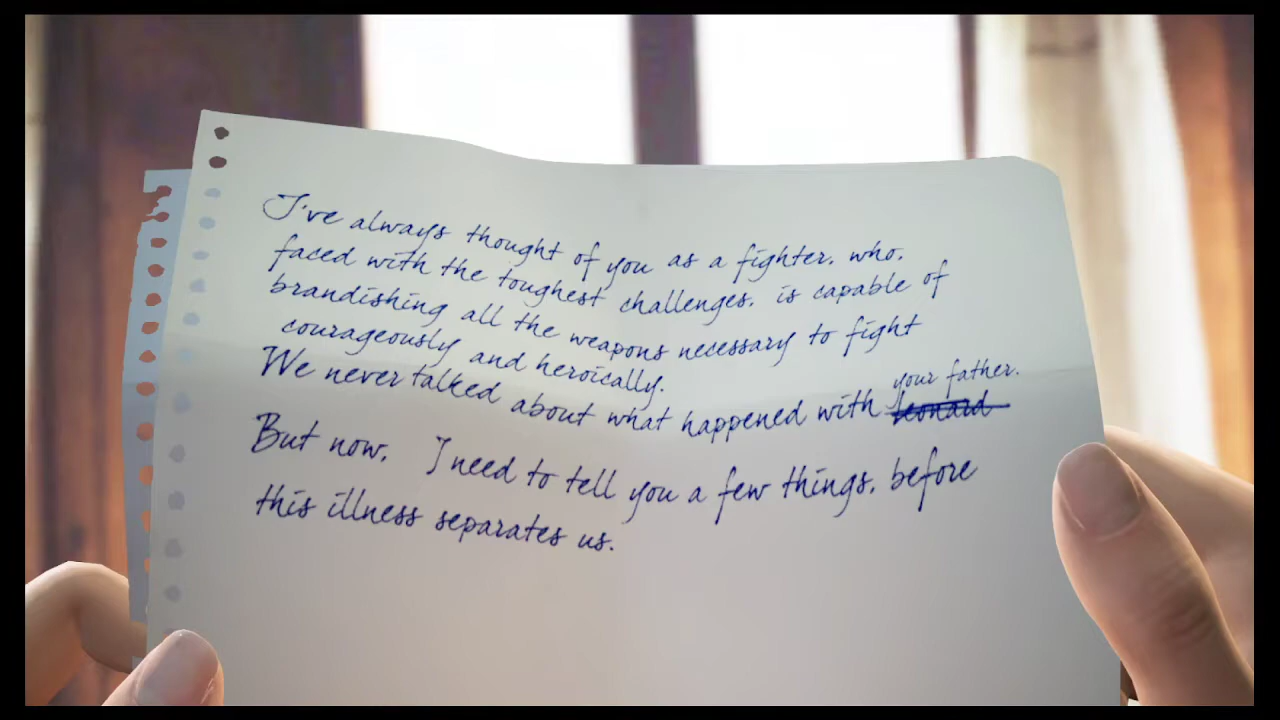 I've always thought of you as a fighter, who,
faced with the toughest challenges, is capable of
brandishing all the weapons necessary to fight
courageously and heroically.
We never talked about what happened with your father.
leonard
But now, I need to tell you a few things, before
this illness separates us.